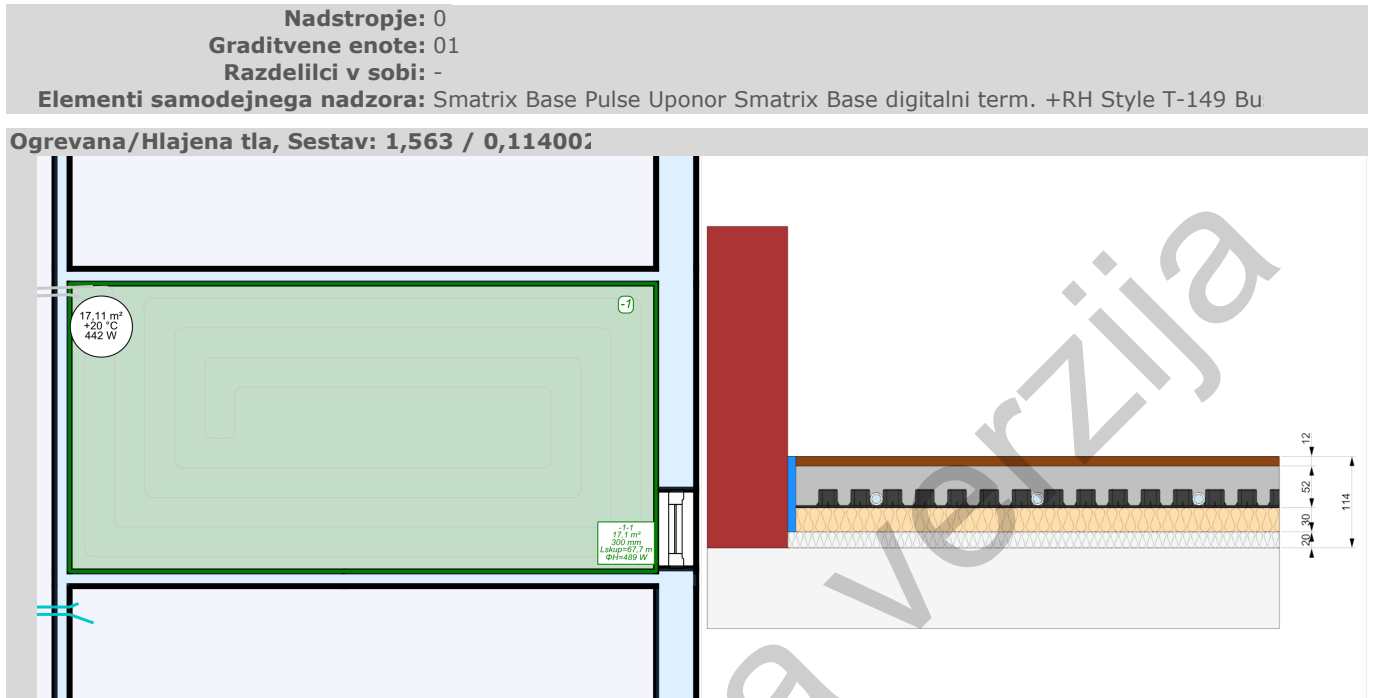 Nadstropje: 0
Graditvene enote: 01
Razdelilci v sobi: -
Elementi samodejnega nadzora: Smatrix Base Pulse Uponor Smatrix Base digitalni term. +RH Style T-149 Bu
Ogrevana/Hlajena tla, Sestav: 1,563 / 0,114002
17,11 m²
+20 °C
442 W
-1
-1-1
17,1 m²
300 mm
Lskup=67,7 m
ΦH=489 W
12
52
30
20
114
verzija
a